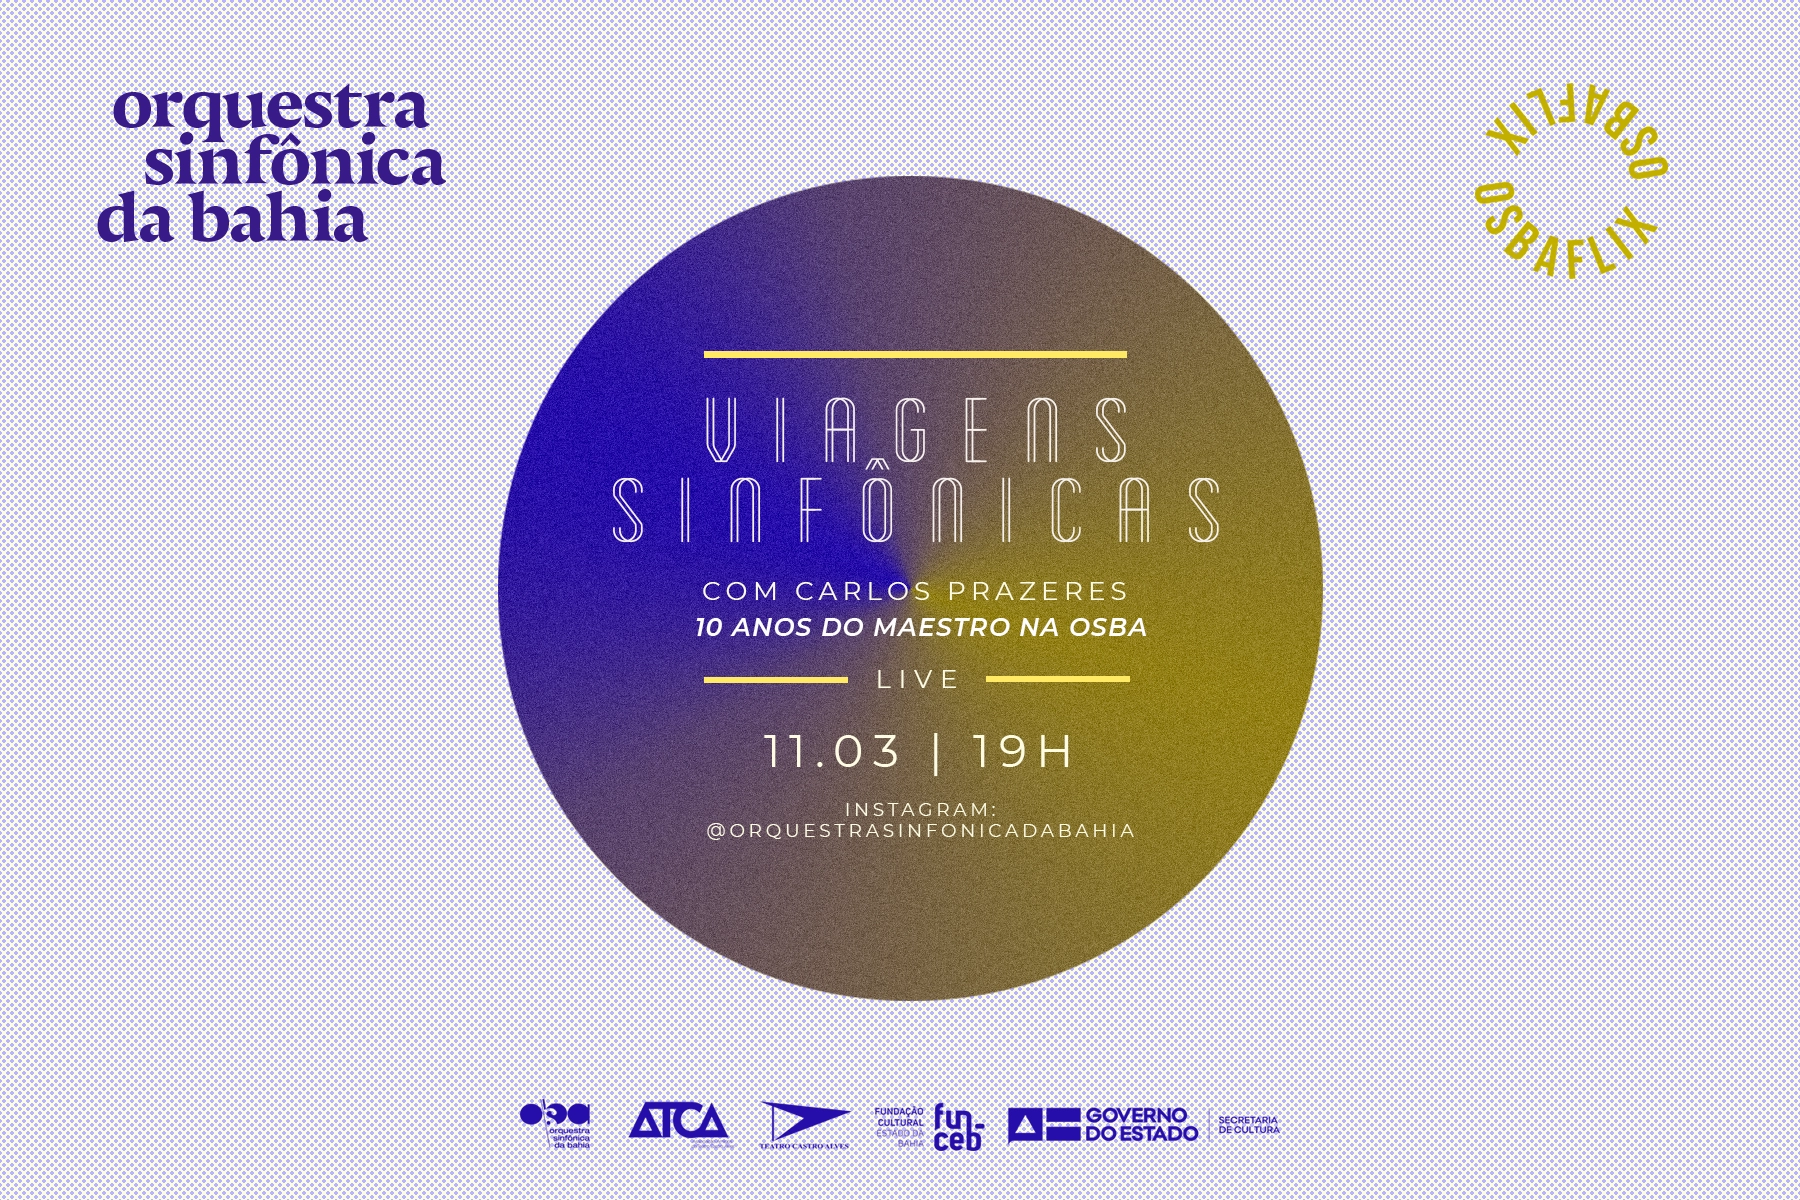 orquestra
sinfônica
da bahia
OSBAFLIX
OSBAFLIX
VIAGENS
SINFÔNICAS
COM CARLOS PRAZERES
10 ANOS DO MAESTRO NA OSBA
LIVE
11.03 | 19H
INSTAGRAM:
@ORQUESTRASINFONICADABAHIA
osba
orquestra
sinfônica
da bahia
ATCA
TEATRO CASTRO ALVES
FUNDAÇÃO
CULTURAL
ESTADO DA
BAHIA
fun
ceb
GOVERNO
DO ESTADO
SECRETARIA
DE CULTURA